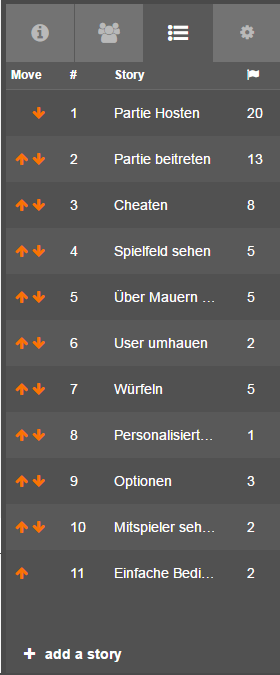 Move # Story
1 Partie Hosten 20
2 Partie beitreten 13
3 Cheaten 8
4 Spielfeld sehen 5
5 Über Mauern ... 5
6 User umhauen 2
7 Würfeln 5
8 Personalisiert... 1
9 Optionen 3
10 Mitspieler seh... 2
11 Einfache Bedi... 2
add a story